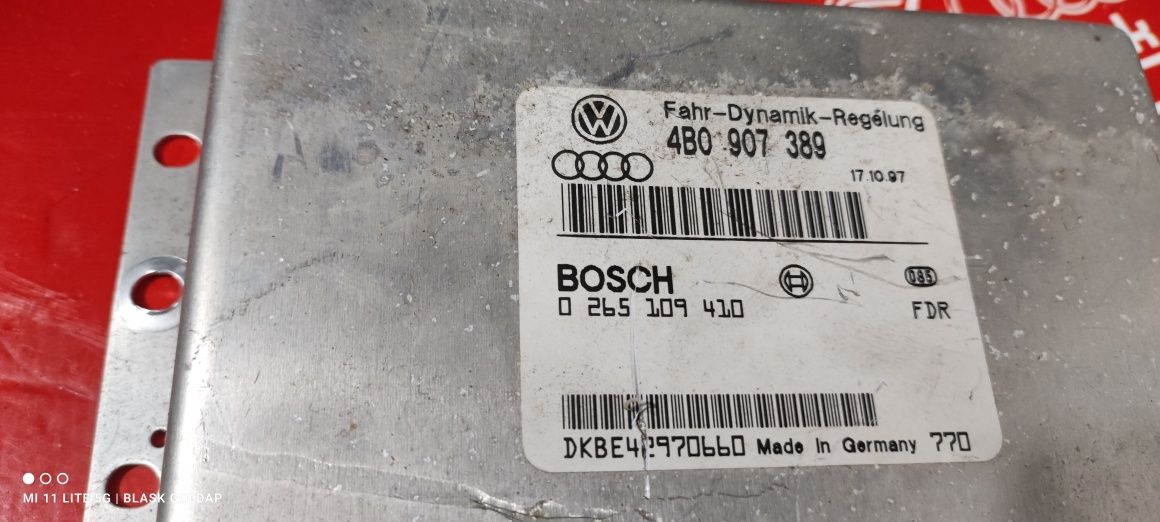 Fahr-Dynamik-Regelung
4B0 907 389
17.10.97
BOSCH
0 265 109 410
085
FDR
DKBE42970660 Made In Germany 770
MI 11 LITE 5G | BLASK GOLDAP